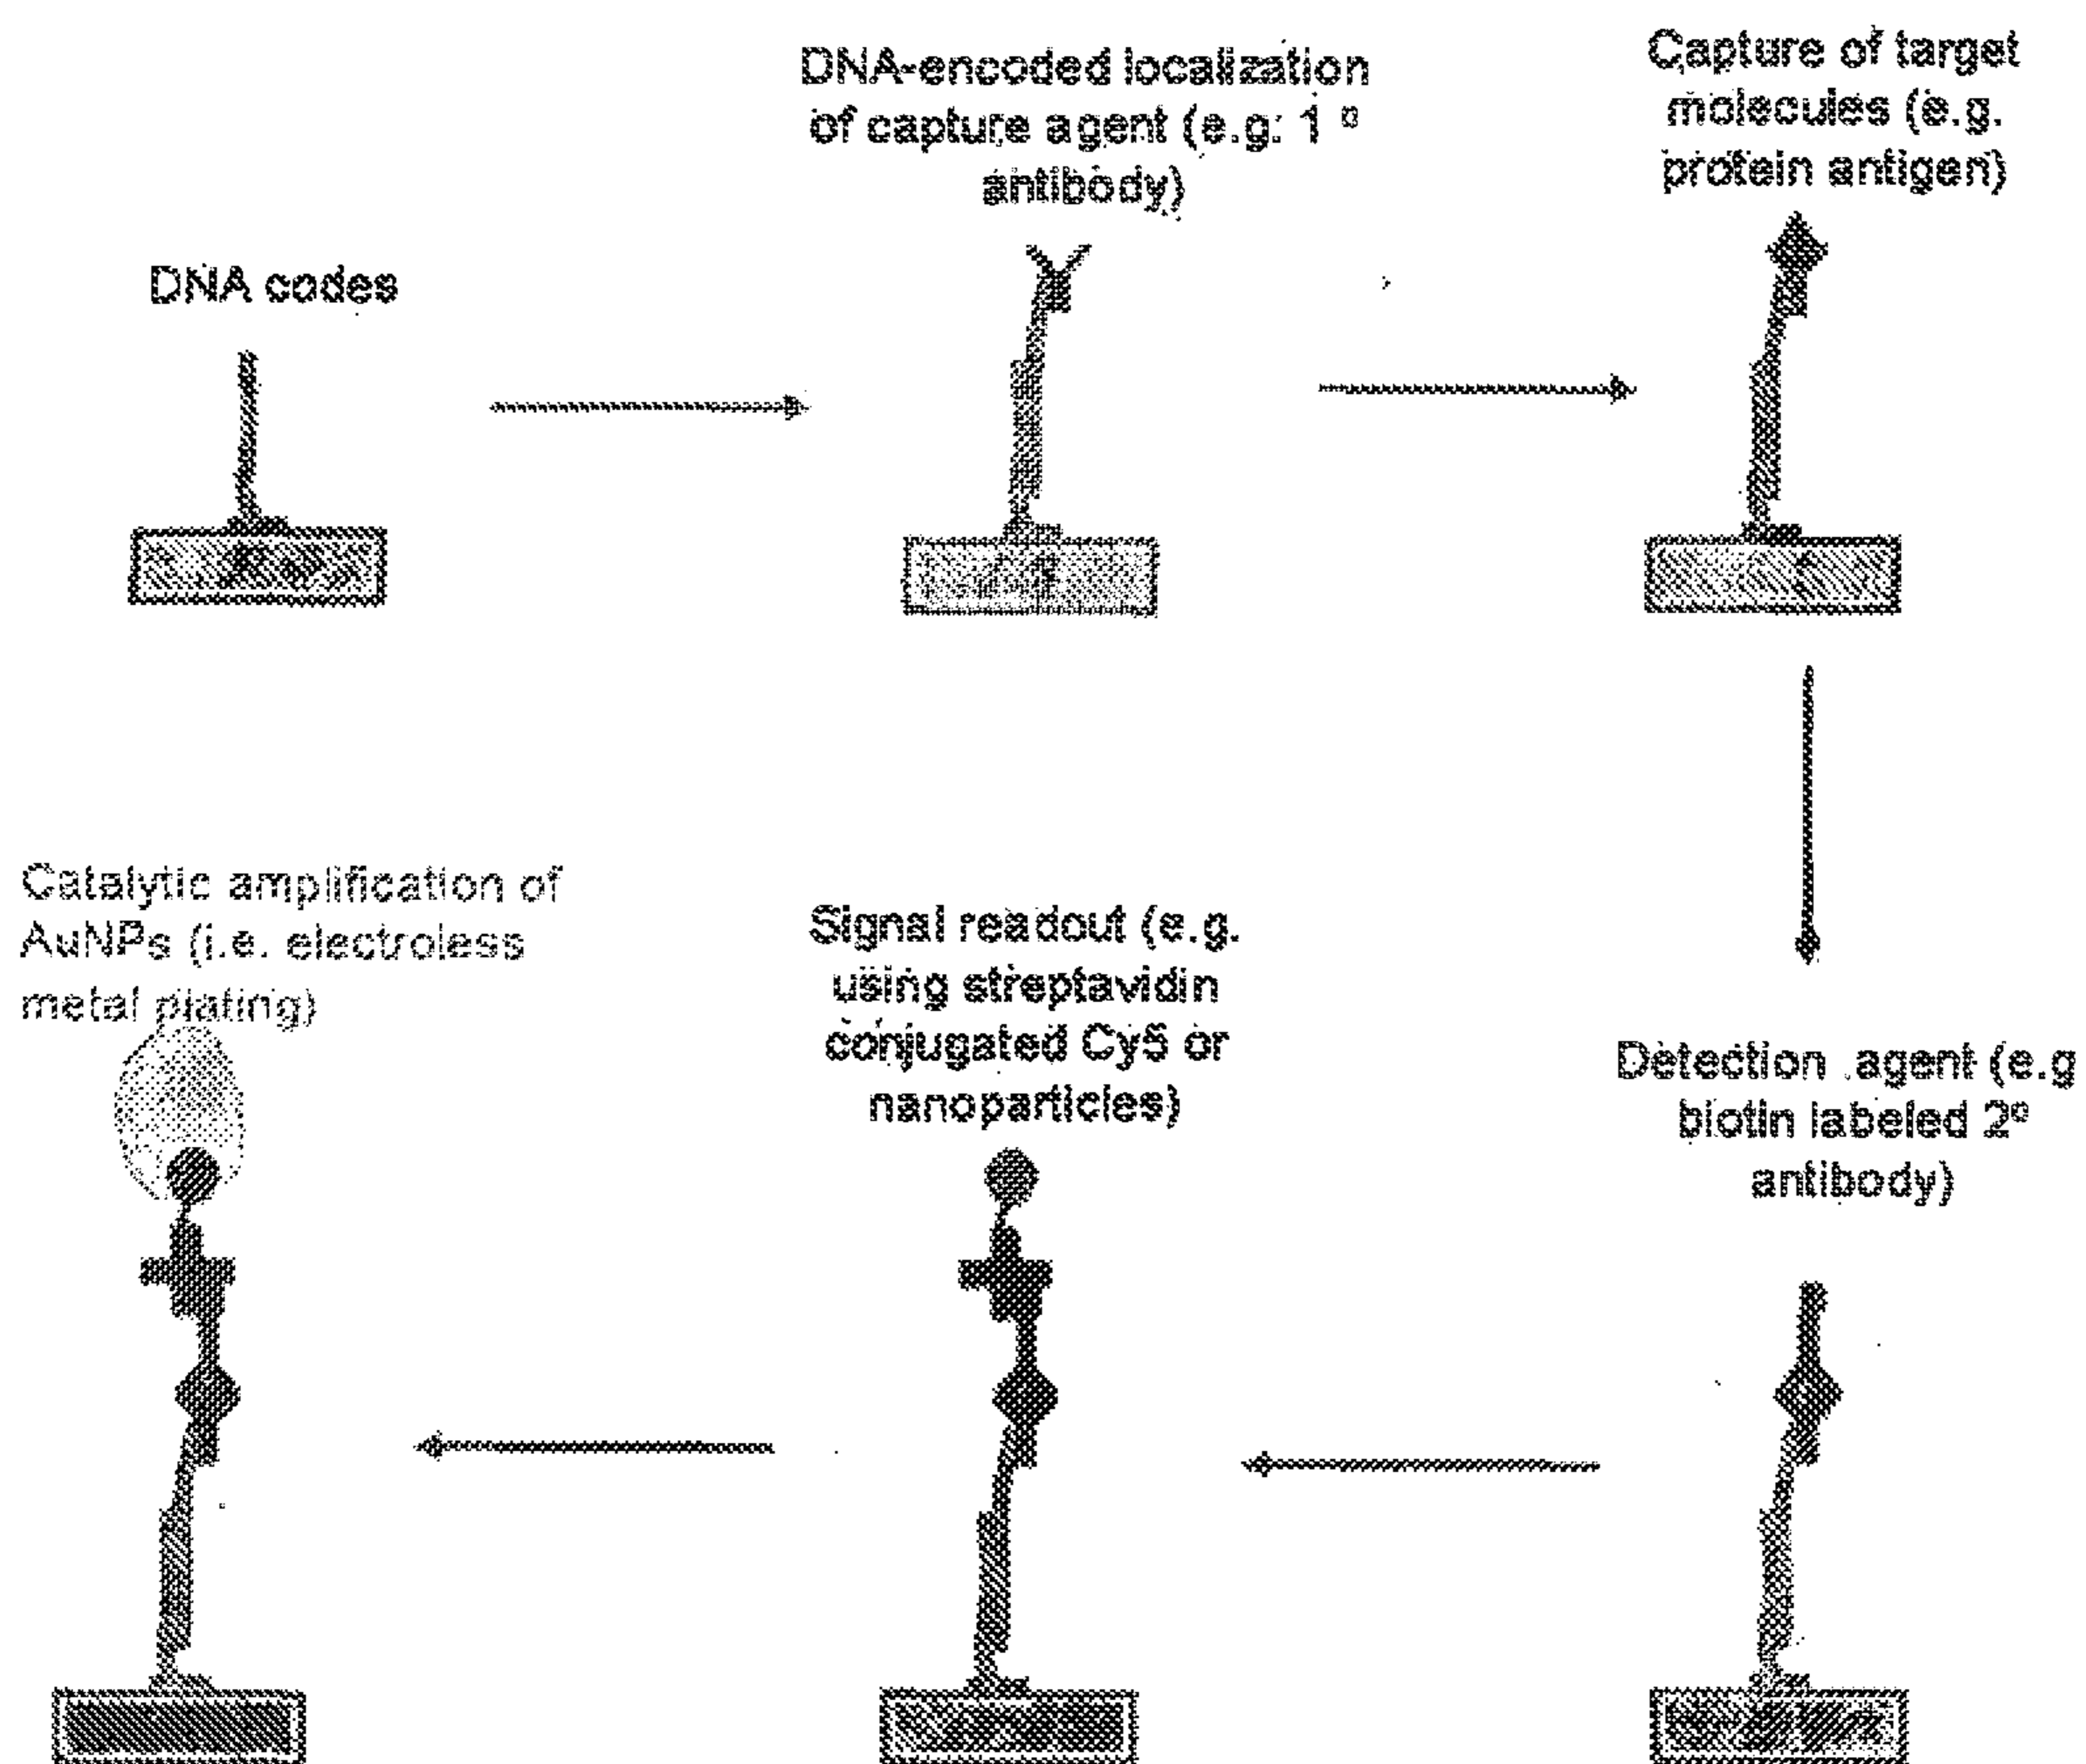 DNA codes
DNA-encoded localization
of capture agent (e.g. 1 º
antibody)
Capture of target
molecules (e.g.
protein antigen)
Detection agent (e.g
biotin labeled 2º
antibody)
Signal readout (e.g.
using streptavidin
conjugated Cy5 or
nanoparticles)
Catalytic amplification of
AuNPs (i.e. electroless
metal plating)